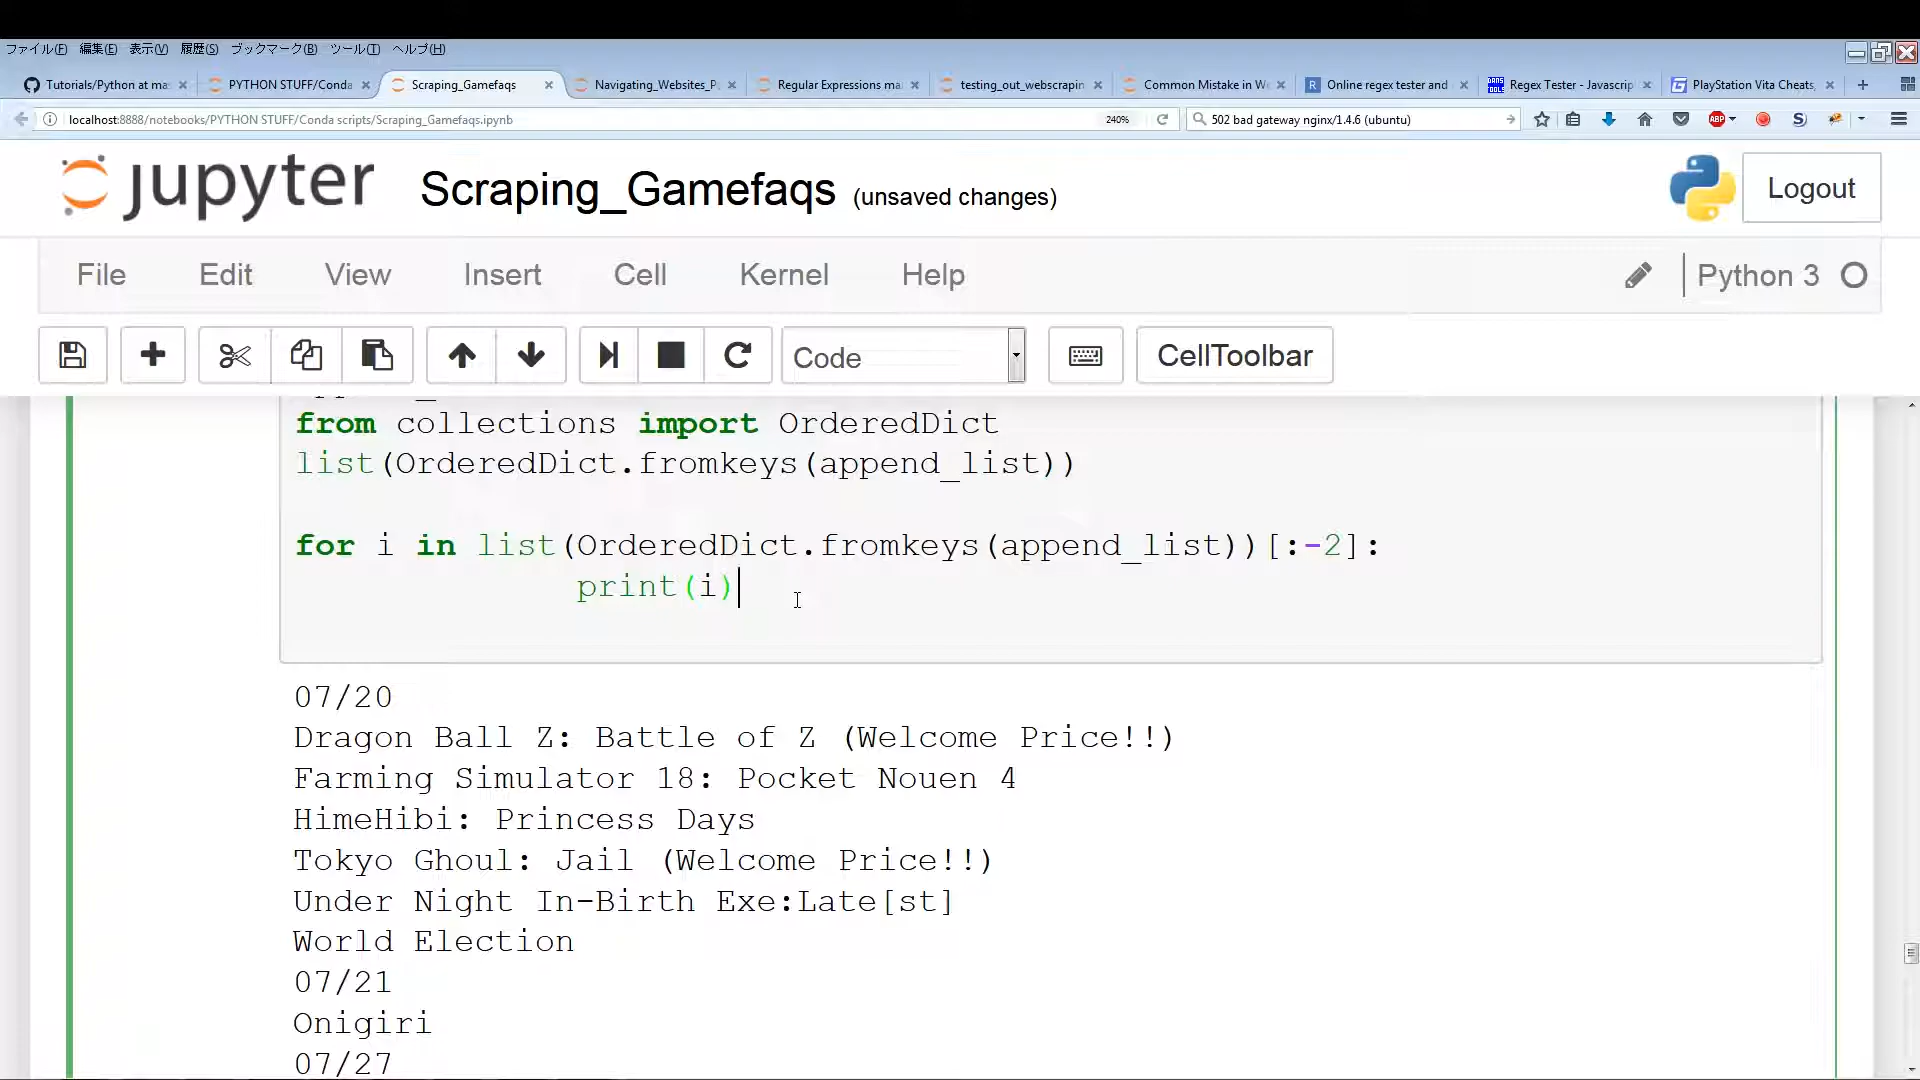 ファイル(F) 編集(E) 表示(V) 履歴(S) ブックマーク(B) ツール(T) ヘルプ(H)
Tutorials/Python at ma PYTHON STUFF/Conda Scraping_Gamefaqs Navigating_Websites_P Regular Expressions ma testing_out_webscrapin Common Mistake in We Online regex tester and Regex Tester - Javascrip PlayStation Vita Cheats,
localhost:8888/notebooks/PYTHON STUFF/Conda scripts/Scraping_Gamefaqs.ipynb 240% 502 bad gateway nginx/1.4.6 (ubuntu)
jupyter Scraping_Gamefaqs (unsaved changes) Logout
File Edit View Insert Cell Kernel Help Python 3
Code CellToolbar
from collections import OrderedDict
list(OrderedDict.fromkeys(append_list))
for i in list(OrderedDict.fromkeys(append_list))[:-2]:
print(i)
07/20
Dragon Ball Z: Battle of Z (Welcome Price!!)
Farming Simulator 18: Pocket Nouen 4
HimeHibi: Princess Days
Tokyo Ghoul: Jail (Welcome Price!!)
Under Night In-Birth Exe:Late[st]
World Election
07/21
Onigiri
07/27